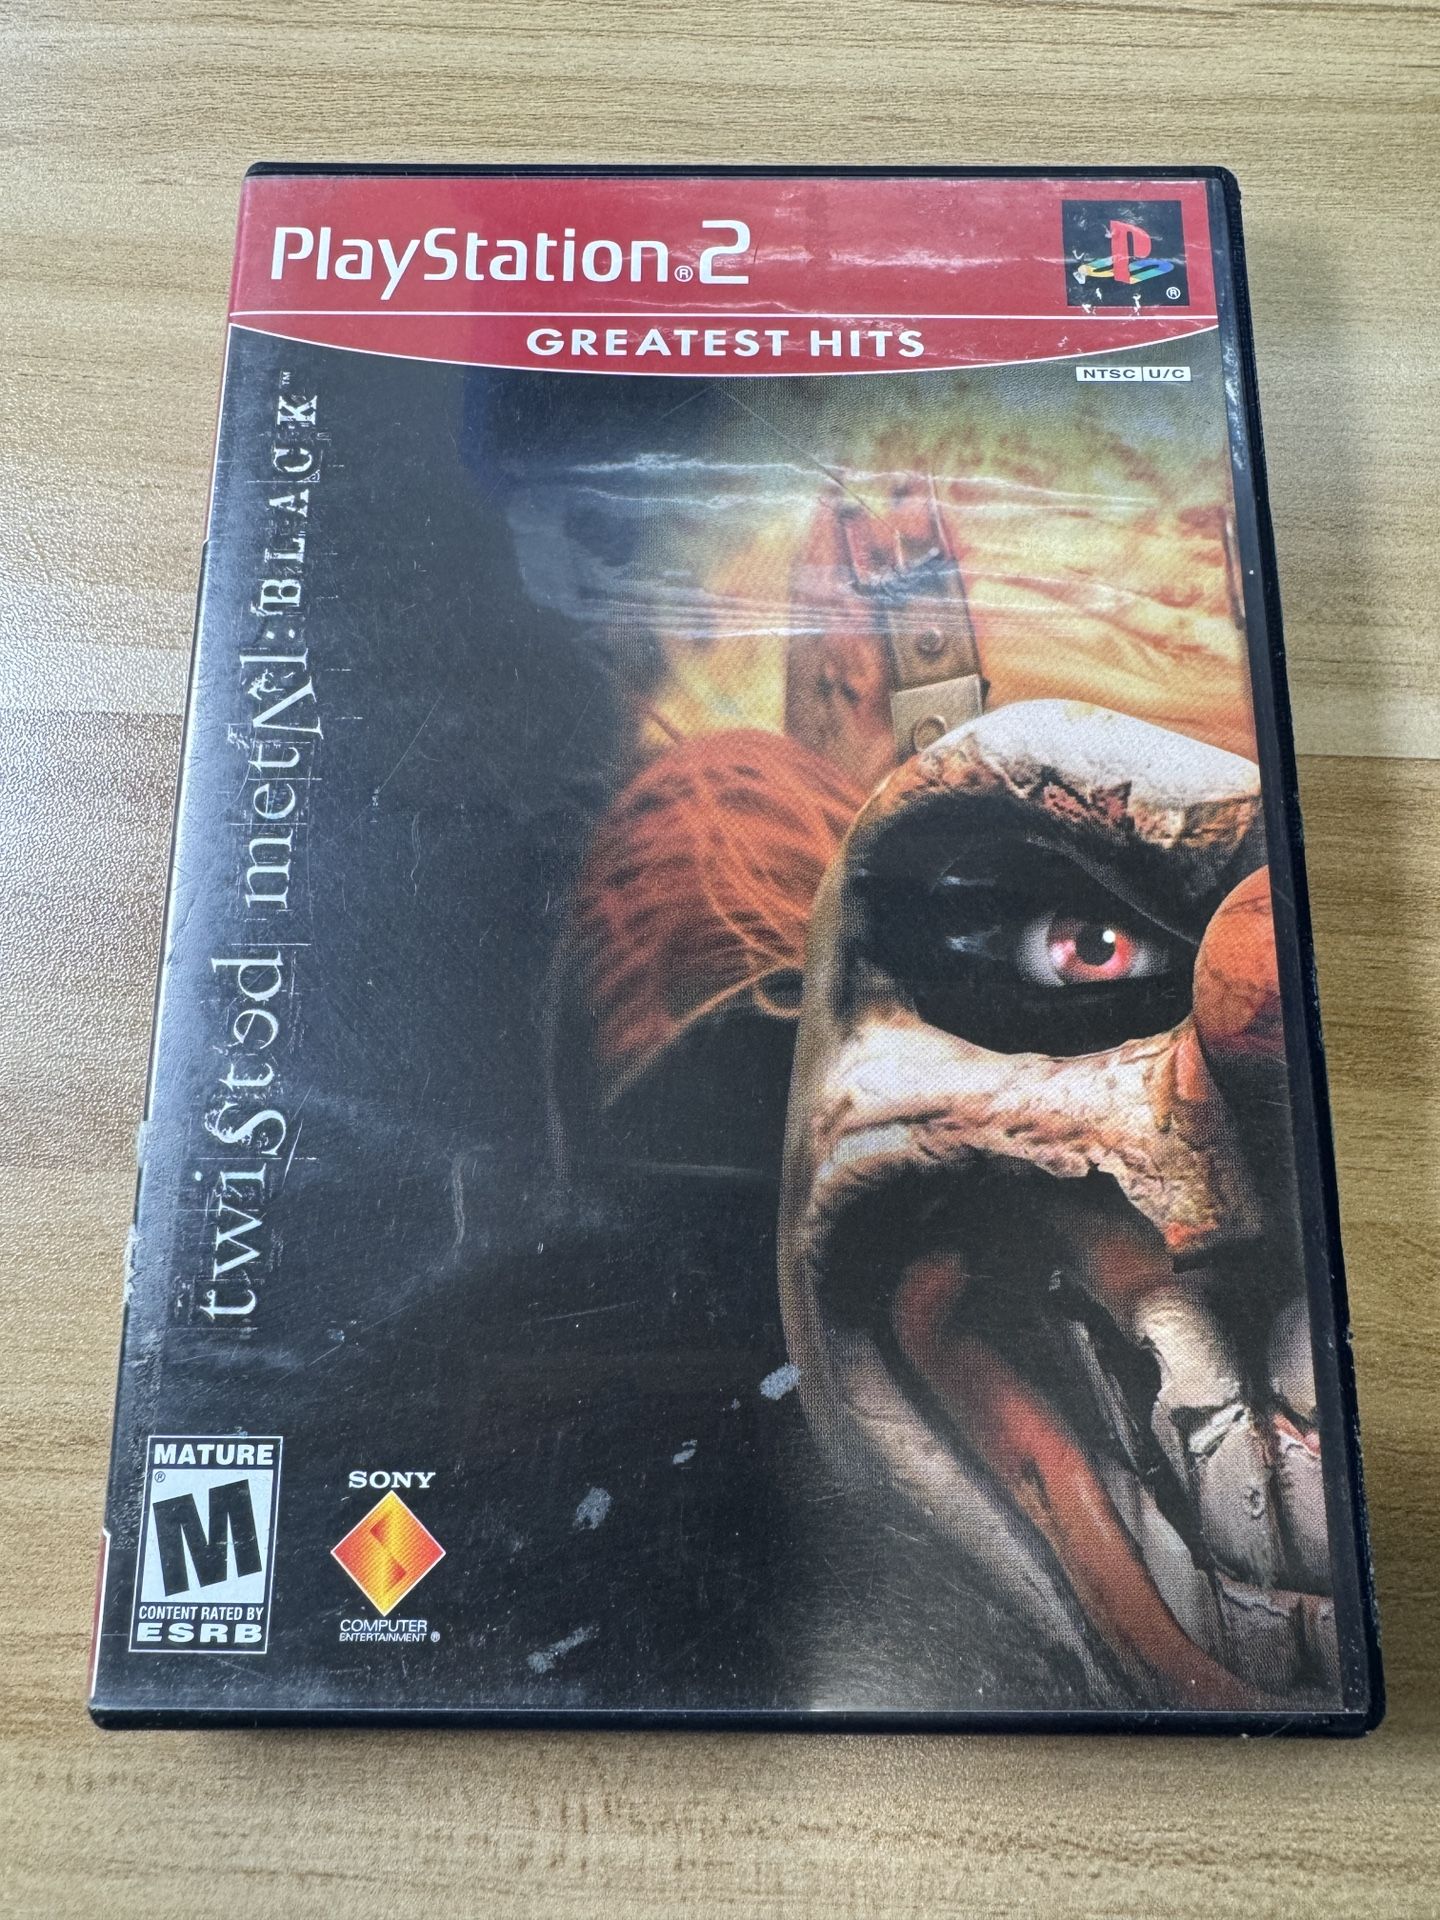 PlayStation®2
®
GREATEST HITS
NTSC U/C
twisted metal: BLACK™
MATURE
®
M
CONTENT RATED BY
ESRB
SONY
COMPUTER
ENTERTAINMENT®